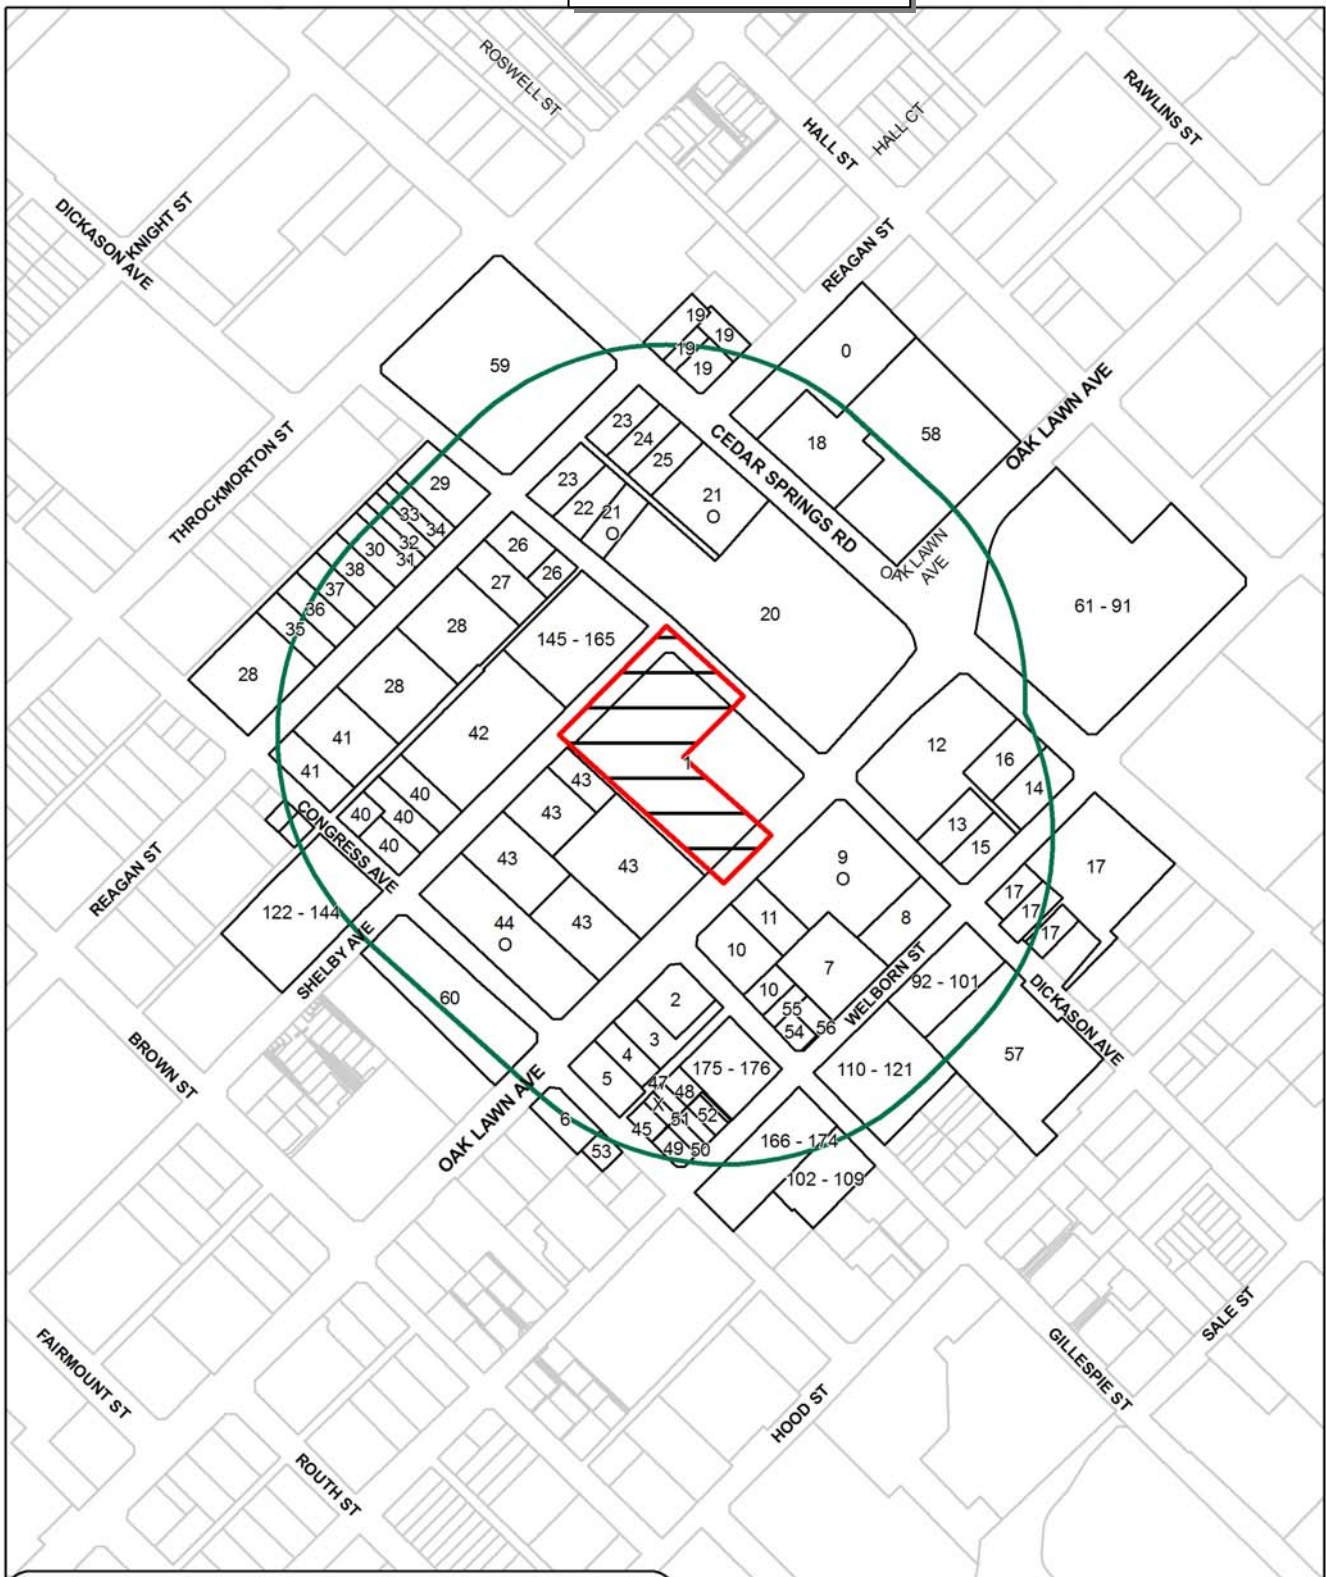 ROSWELL ST
HALL ST
HALL CT
RAWLINS ST
DICKASON AVE
KNIGHT ST
REAGAN ST
19
19
19
19
0
59
58
18
OAK LAWN AVE
THROCKMORTON ST
CEDAR SPRINGS RD
23
24
25
29
23
22
21
21
33
34
32
31
30
38
37
36
35
26
26
27
OAK LAWN
AVE
61 - 91
20
28
145 - 165
28
28
41
42
41
12
16
14
1
43
40
40
40
40
43
13
15
CONGRESS AVE
REAGAN ST
43
43
9
17
17
17
17
11
8
122 - 144
44
43
10
7
SHELBY AVE
WELBORN ST
92 - 101
DICKASON AVE
60
2
10
55
54
56
3
4
5
BROWN ST
175 - 176
110 - 121
57
47
48
52
51
45
49
50
6
53
OAK LAWN AVE
166 - 174
102 - 109
FAIRMOUNT ST
SALE ST
GILLESPIE ST
HOOD ST
ROUTH ST